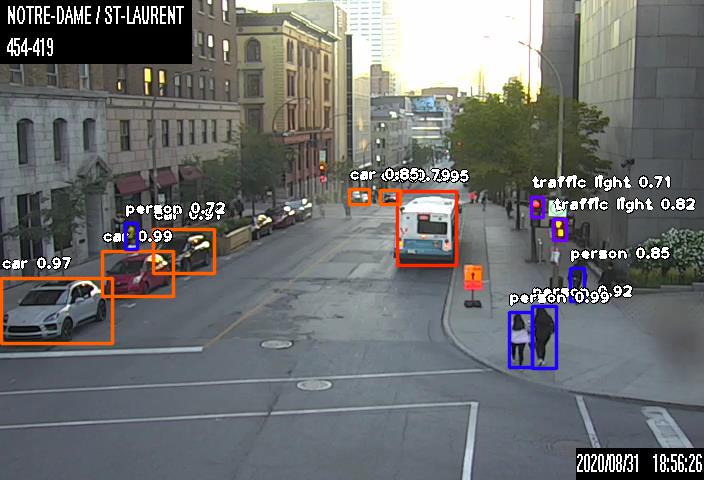 NOTRE-DAME / ST-LAURENT
454-419
car 0.85
traffic light 0.71
traffic light 0.82
person 0.72
car 0.99
person 0.85
car 0.97
person 0.99
2020/08/31 18:56:26